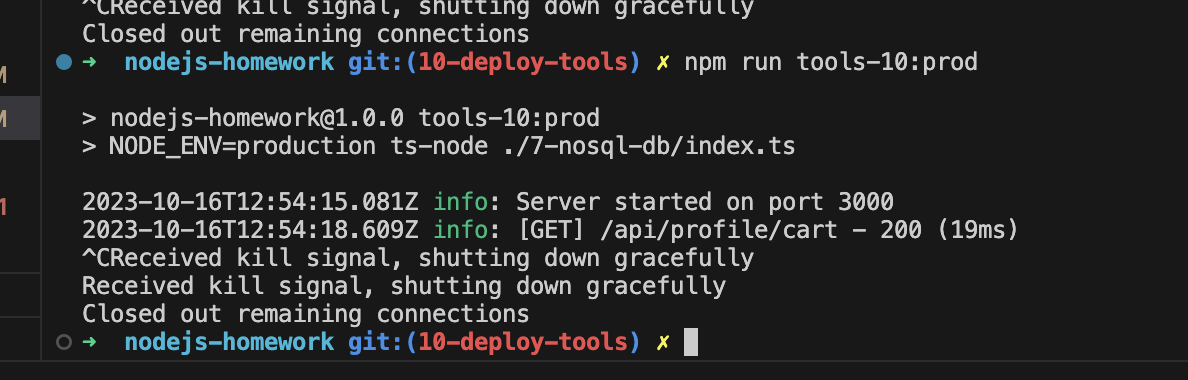 ^CReceived kill signal, shutting down gracefully
Closed out remaining connections
➜ nodejs-homework git:(10-deploy-tools) ✗ npm run tools-10:prod
M
> nodejs-homework@1.0.0 tools-10:prod
M
> NODE_ENV=production ts-node ./7-nosql-db/index.ts
2023-10-16T12:54:15.081Z info: Server started on port 3000
1
2023-10-16T12:54:18.609Z info: [GET] /api/profile/cart - 200 (19ms)
^CReceived kill signal, shutting down gracefully
Received kill signal, shutting down gracefully
Closed out remaining connections
➜ nodejs-homework git:(10-deploy-tools) ✗